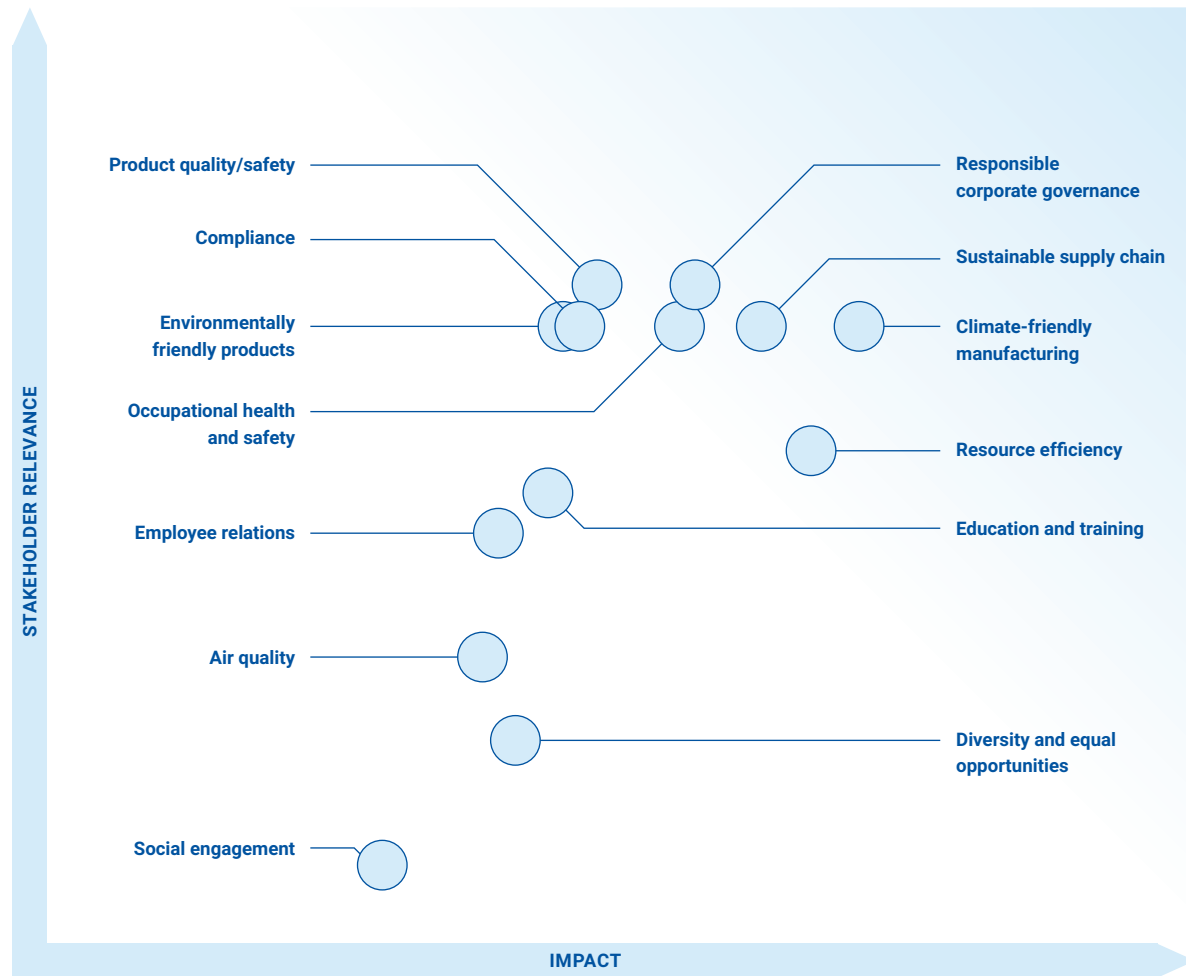 Product quality/safety
Compliance
Environmentally
friendly products
Occupational health
and safety
Employee relations
Air quality
Social engagement
Responsible
corporate governance
Sustainable supply chain
Climate-friendly
manufacturing
Resource efficiency
Education and training
Diversity and equal
opportunities
STAKEHOLDER RELEVANCE
IMPACT